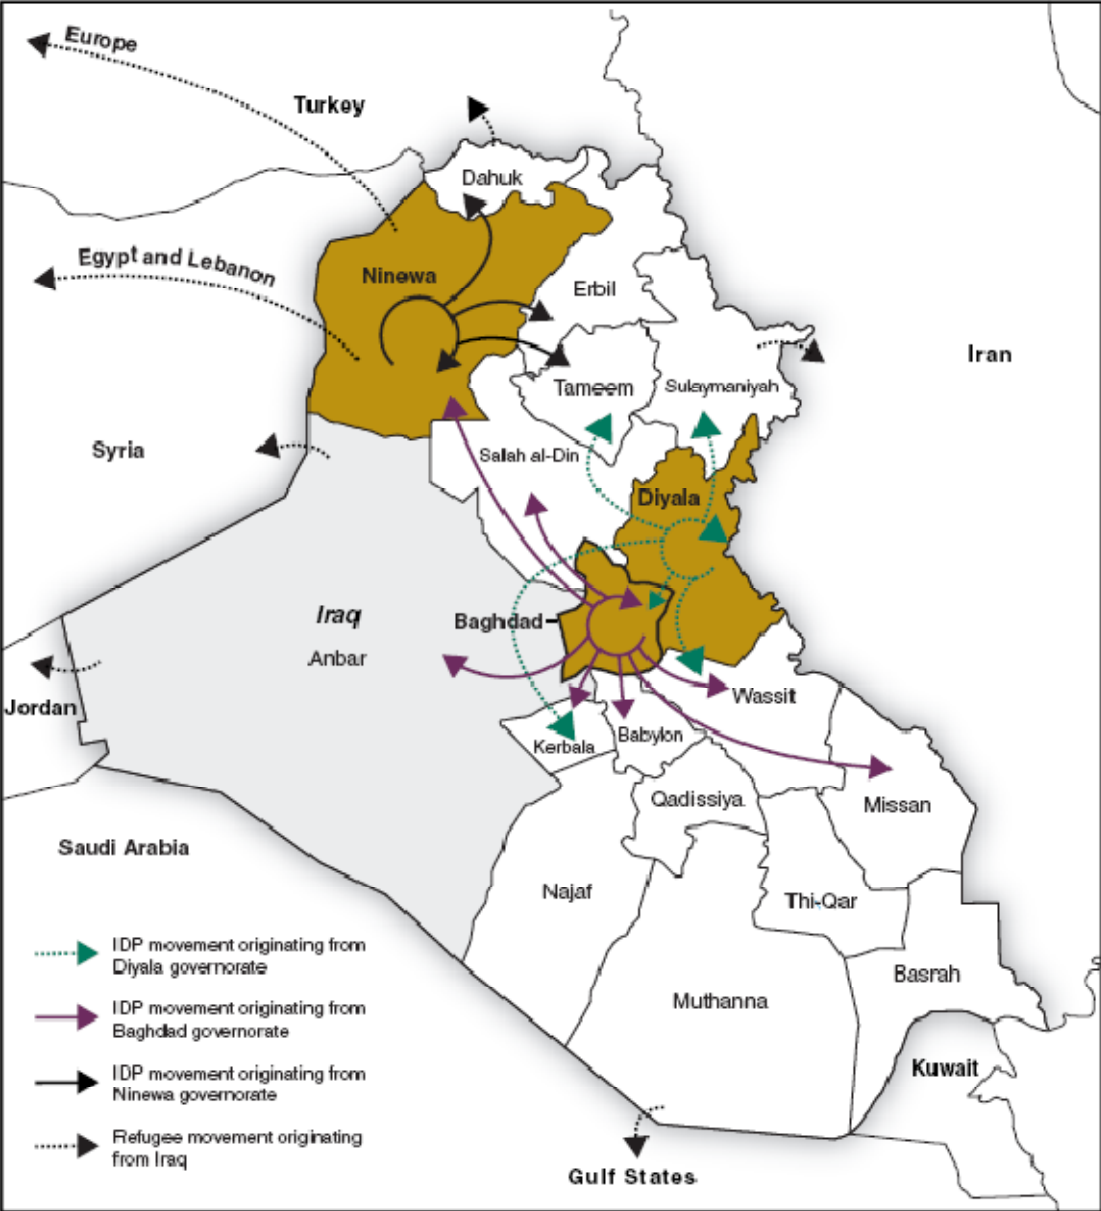 Europe
Turkey
Dahuk
Egypt and Lebanon
Ninewa
Erbil
Iran
Tameem
Sulaymaniyah
Syria
Salah al-Din
Diyala
Iraq
Baghdad
Anbar
Wassit
Jordan
Kerbala
Babylon
Qadissiya
Missan
Saudi Arabia
Najaf
Thi-Qar
Basrah
Muthanna
Kuwait
Gulf States
IDP movement originating from
Diyala governorate
IDP movement originating from
Baghdad governorate
IDP movement originating from
Ninewa governorate
Refugee movement originating
from Iraq